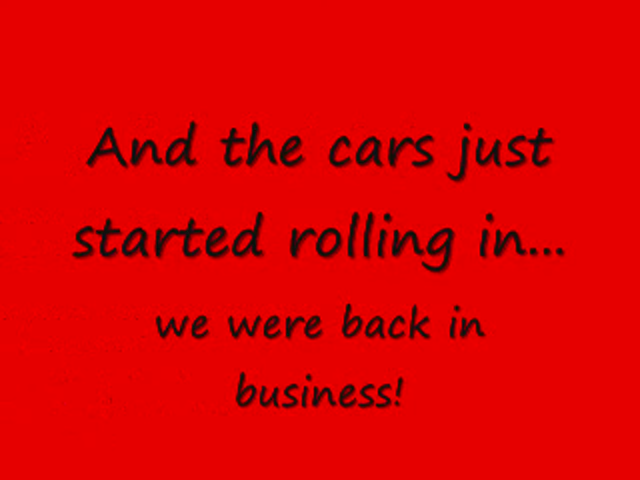 And the cars just
started rolling in...
we were back in
business!